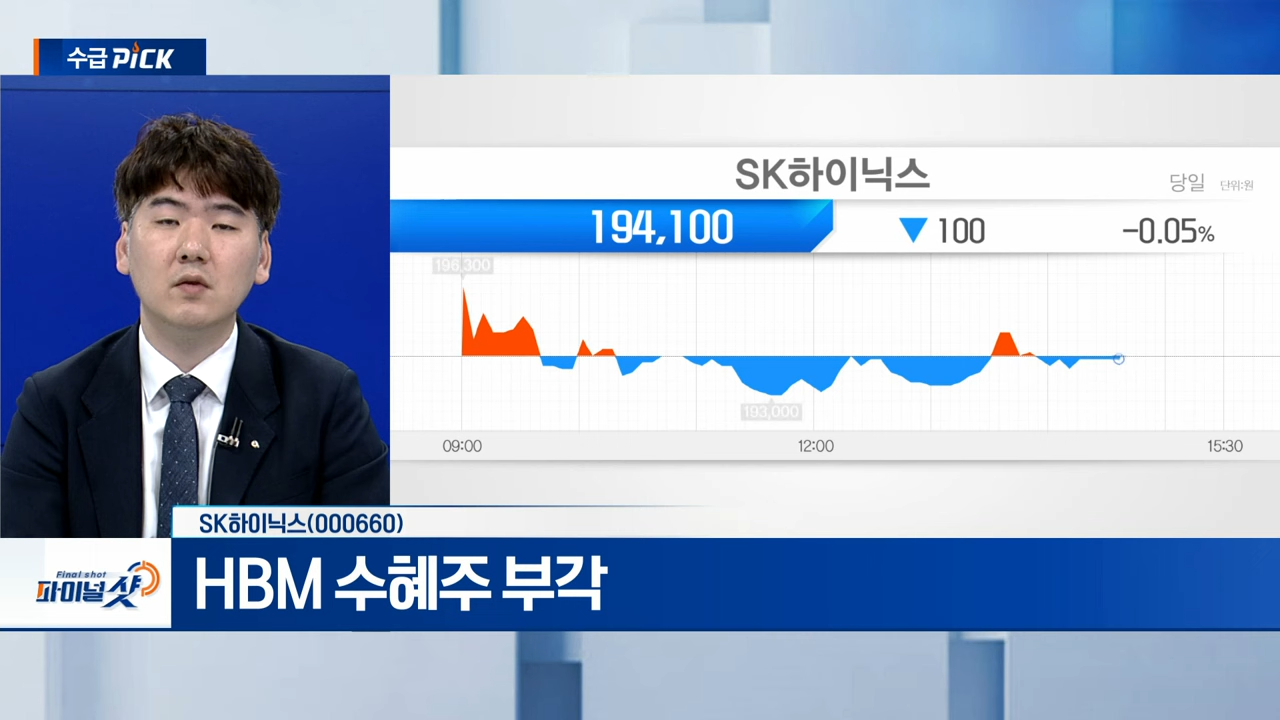 수급 PiCK
SK하이닉스
당일 단위:원
194,100 ▼ 100 -0.05%
196,300
193,000
09:00 12:00 15:30
SK하이닉스(000660)
Final shot
파이널샷
HBM 수혜주 부각